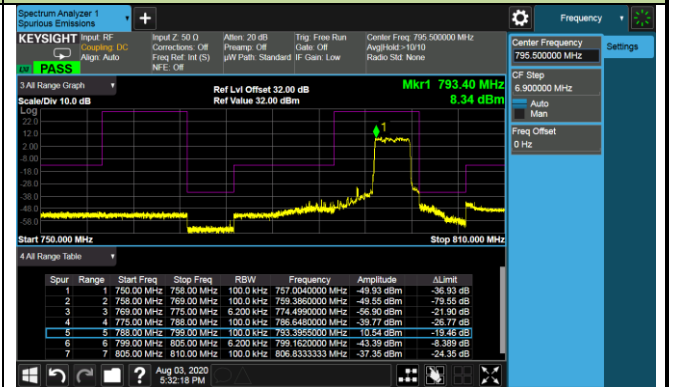 Spectrum Analyzer 1
Spurious Emissions
Frequency
KEYSIGHT
Input: RF
Coupling: DC
Align: Auto
Input Z: 50 Ω
Corrections: Off
Freq Ref: Int (S)
NFE: Off
Atten: 20 dB
Preamp: Off
µW Path: Standard
Trig: Free Run
Gate: Off
IF Gain: Low
Center Freq: 795.500000 MHz
Avg|Hold:>10/10
Radio Std: None
PASS
Center Frequency
795.500000 MHz
Settings
CF Step
6.900000 MHz
Auto
Man
Freq Offset
0 Hz
3 All Range Graph
Ref Lvl Offset 32.00 dB
Mkr1 793.40 MHz
Scale/Div 10.0 dB
Ref Value 32.00 dBm
8.34 dBm
Log
22.0
12.0
2.00
-8.00
-18.0
-28.0
-38.0
-48.0
-58.0
1
Start 750.000 MHz
Stop 810.000 MHz
4 All Range Table
Spur Range Start Freq Stop Freq RBW Frequency Amplitude ΔLimit
1 1 750.00 MHz 758.00 MHz 100.0 kHz 757.0040000 MHz -49.93 dBm -36.93 dB
2 2 758.00 MHz 769.00 MHz 100.0 kHz 759.3860000 MHz -49.55 dBm -79.55 dB
3 3 769.00 MHz 775.00 MHz 6.200 kHz 774.4990000 MHz -56.90 dBm -21.90 dB
4 4 775.00 MHz 788.00 MHz 100.0 kHz 786.6480000 MHz -39.77 dBm -26.77 dB
5 5 788.00 MHz 799.00 MHz 100.0 kHz 793.3955000 MHz 10.54 dBm -19.46 dB
6 6 799.00 MHz 805.00 MHz 6.200 kHz 799.1620000 MHz -43.39 dBm -8.389 dB
7 7 805.00 MHz 810.00 MHz 100.0 kHz 806.8333333 MHz -37.35 dBm -24.35 dB
Aug 03, 2020
5:32:18 PM